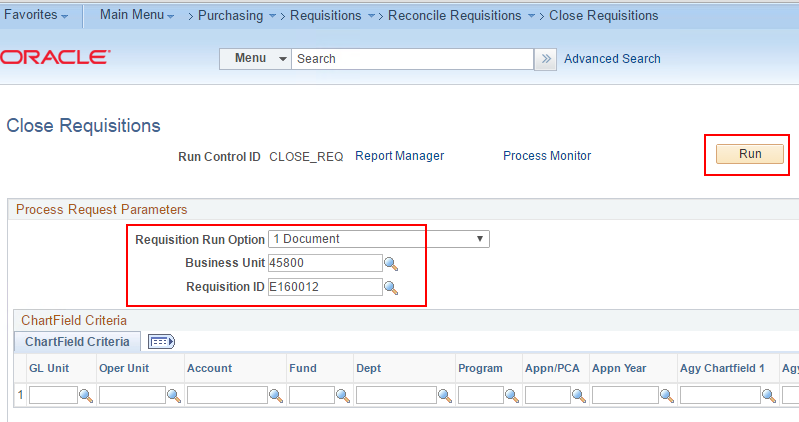 Favorites Main Menu > Purchasing > Requisitions > Reconcile Requisitions > Close Requisitions
ORACLE Menu Search Advanced Search
Close Requisitions
Run Control ID CLOSE_REQ Report Manager Process Monitor Run
Process Request Parameters
Requisition Run Option 1 Document
Business Unit 45800
Requisition ID E160012
ChartField Criteria
ChartField Criteria
GL Unit Oper Unit Account Fund Dept Program Appn/PCA Appn Year Agy Chartfield 1 Agy
1